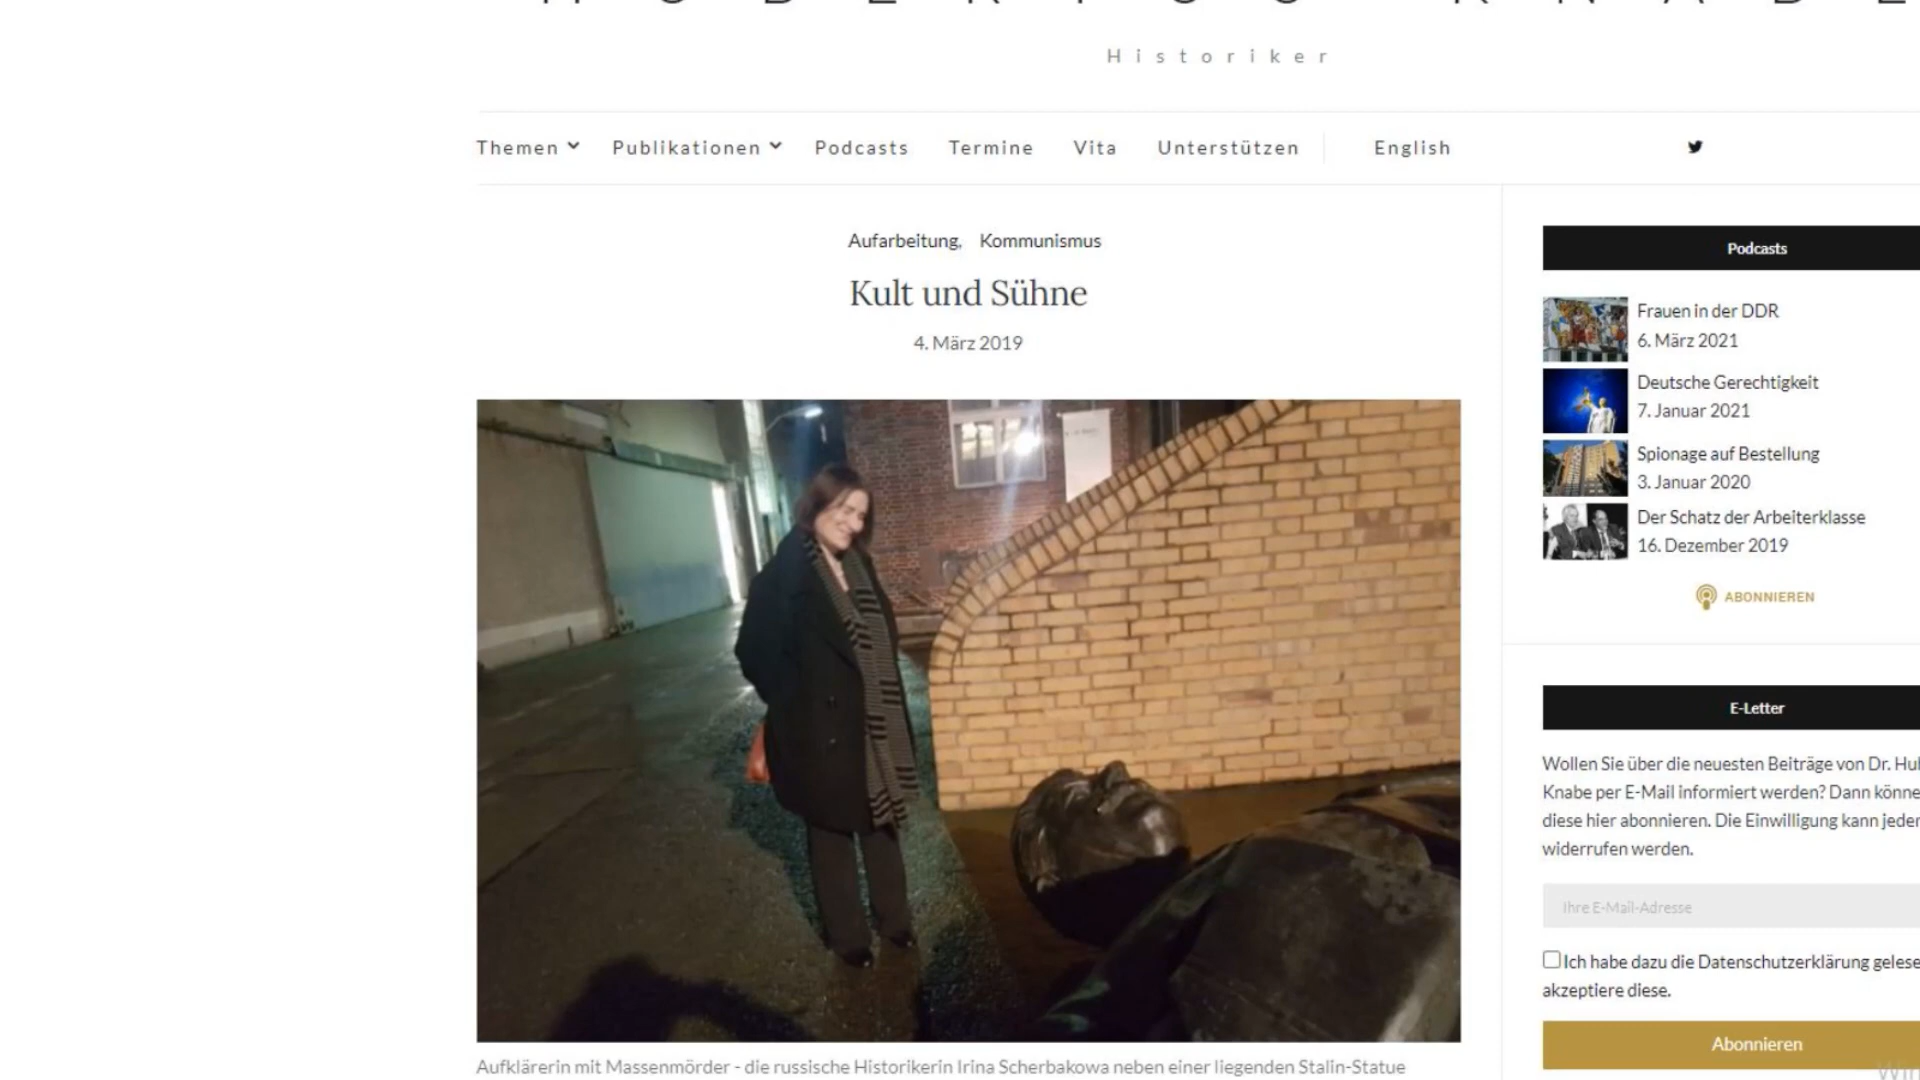 Historiker
Themen Publikationen Podcasts Termine Vita Unterstützen English
Aufarbeitung, Kommunismus
Kult und Sühne
4. März 2019
Aufklärerin mit Massenmörder - die russische Historikerin Irina Scherbakowa neben einer liegenden Stalin-Statue
Podcasts
Frauen in der DDR
6. März 2021
Deutsche Gerechtigkeit
7. Januar 2021
Spionage auf Bestellung
3. Januar 2020
Der Schatz der Arbeiterklasse
16. Dezember 2019
ABONNIEREN
E-Letter
Wollen Sie über die neuesten Beiträge von Dr.
Knabe per E-Mail informiert werden? Dann
diese hier abonnieren. Die Einwilligung kann
widerrufen werden.
Ihre E-Mail-Adresse
Ich habe dazu die Datenschutzerklärung
akzeptiere diese.
Abonnieren